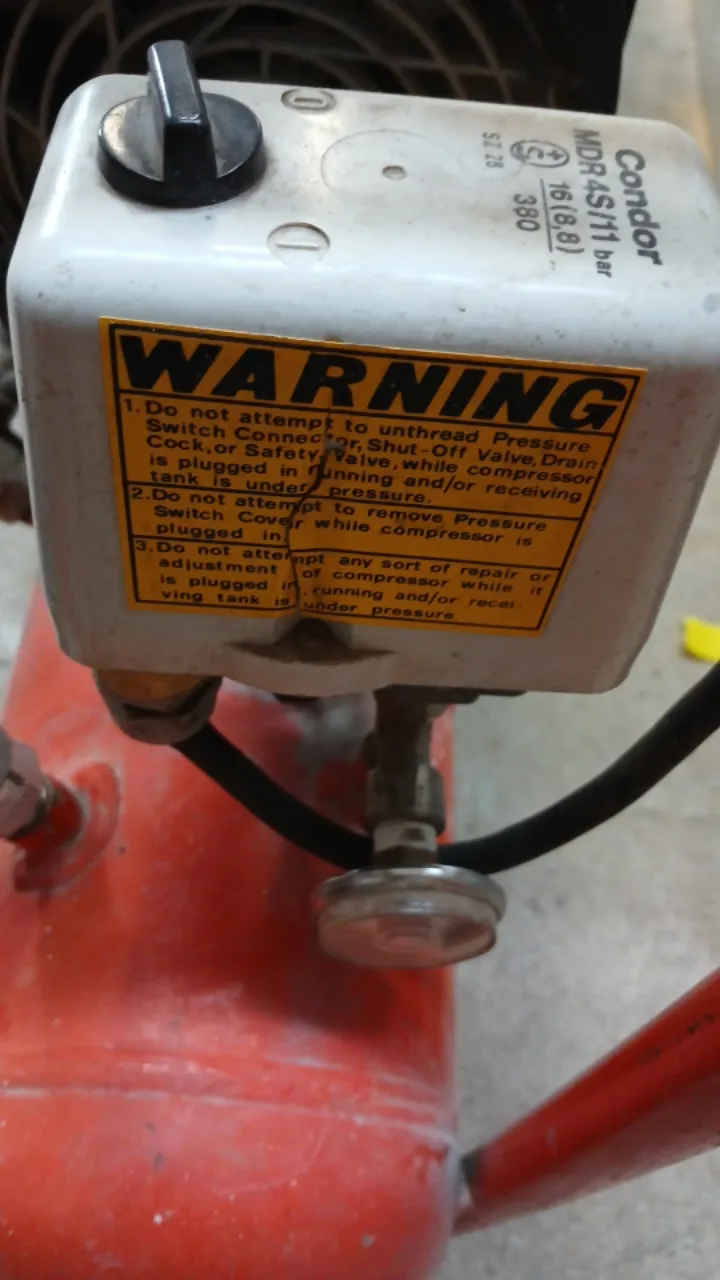 Condor
MDR4S/11 bar
16(8,8)
380 ~
+S
SZ 28
WARNING
1. Do not attempt to unthread Pressure
Switch Connector, Shut-Off Valve, Drain
Cock, or Safety Valve, while compressor
is plugged in running and/or receiving
tank is under pressure.
2. Do not attempt to remove Pressure
Switch Cover while compressor is
plugged in.
3. Do not attempt any sort of repair or
adjustment of compressor while it
is plugged in, running and/or recei
ving tank is under pressure.